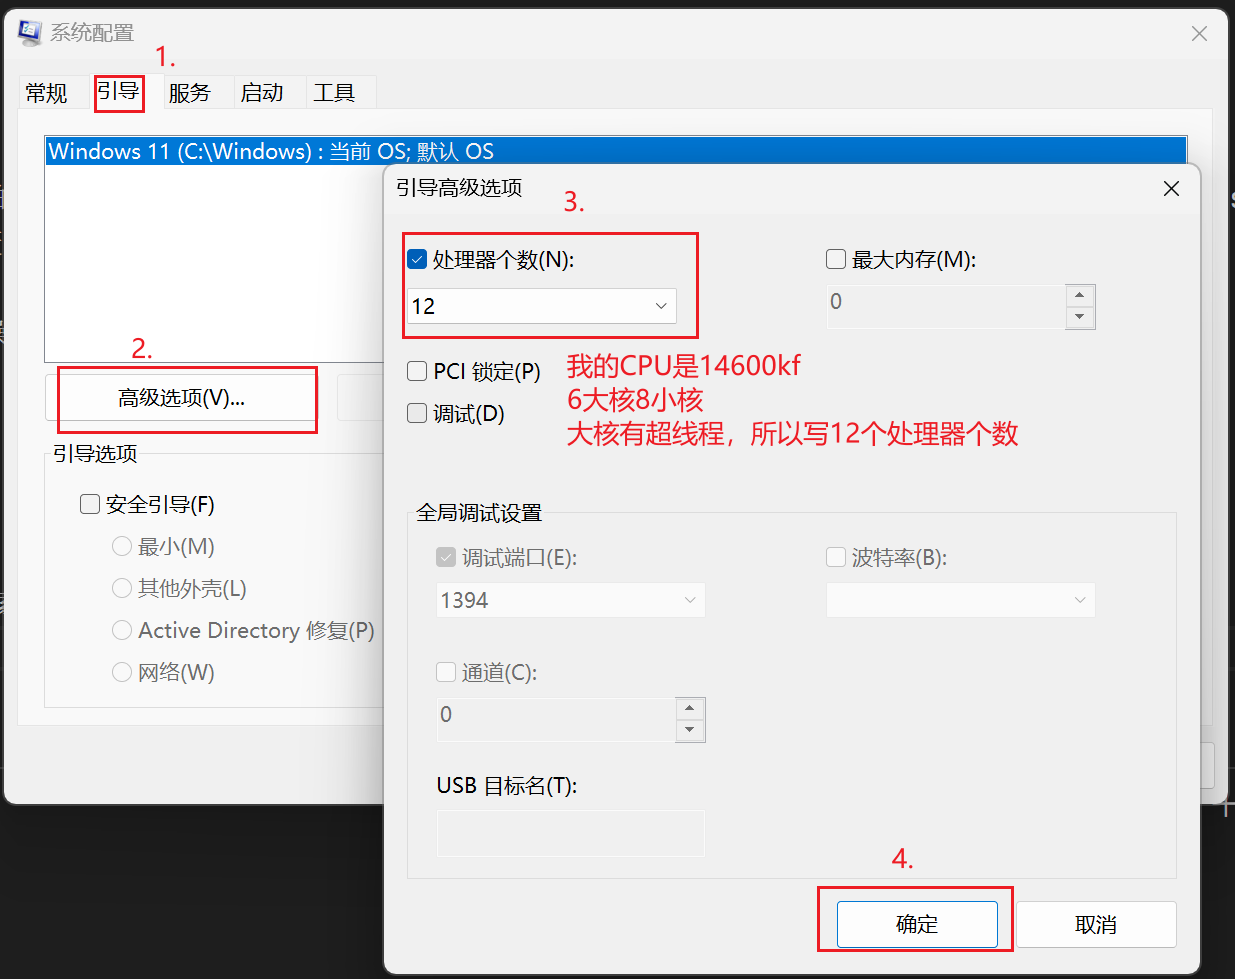 系统配置
1.
常规 引导 服务 启动 工具
Windows 11 (C:\Windows) : 当前 OS; 默认 OS
2.
高级选项(V)...
引导选项
安全引导(F)
最小(M)
其他外壳(L)
Active Directory 修复(P)
网络(W)
引导高级选项
3.
处理器个数(N):
12
最大内存(M):
0
PCI 锁定(P)
调试(D)
我的CPU是14600kf
6大核8小核
大核有超线程，所以写12个处理器个数
全局调试设置
调试端口(E):
1394
波特率(B):
通道(C):
0
USB 目标名(T):
4.
确定 取消